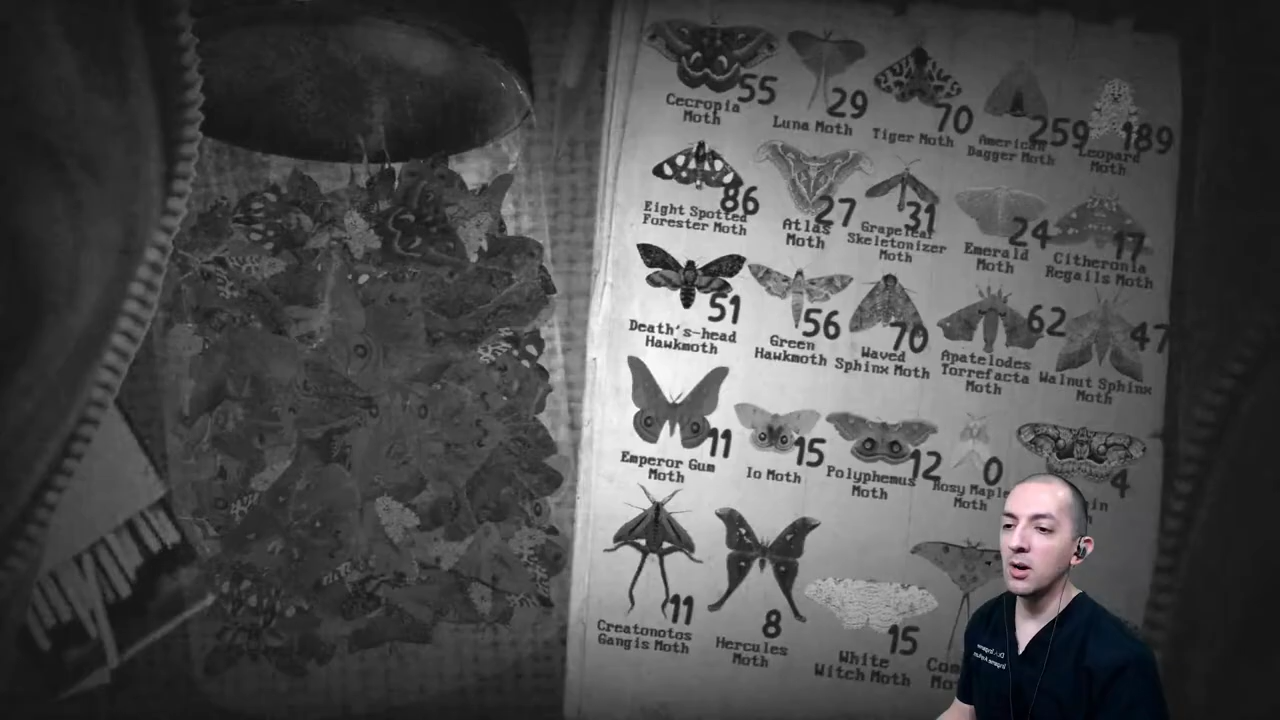 55
Cecropia
Moth
29
Luna Moth
70
Tiger Moth
259
American
Dagger Moth
189
Leopard
Moth
86
Eight Spotted
Forester Moth
27
Atlas
Moth
31
Grapeleaf
Skeletonizer
Moth
24
Emerald
Moth
17
Citheronia
Regails Moth
51
Death's-head
Hawkmoth
56
Green
Hawkmoth
70
Waved
Sphinx Moth
62
Apatelodes
Torrefacta
Moth
47
Walnut Sphinx
Moth
11
Emperor Gum
Moth
15
Io Moth
12
Polyphemus
Moth
0
Rosy Maple
Moth
4
11
Creatonotos
Gangis Moth
8
Hercules
Moth
15
White
Witch Moth